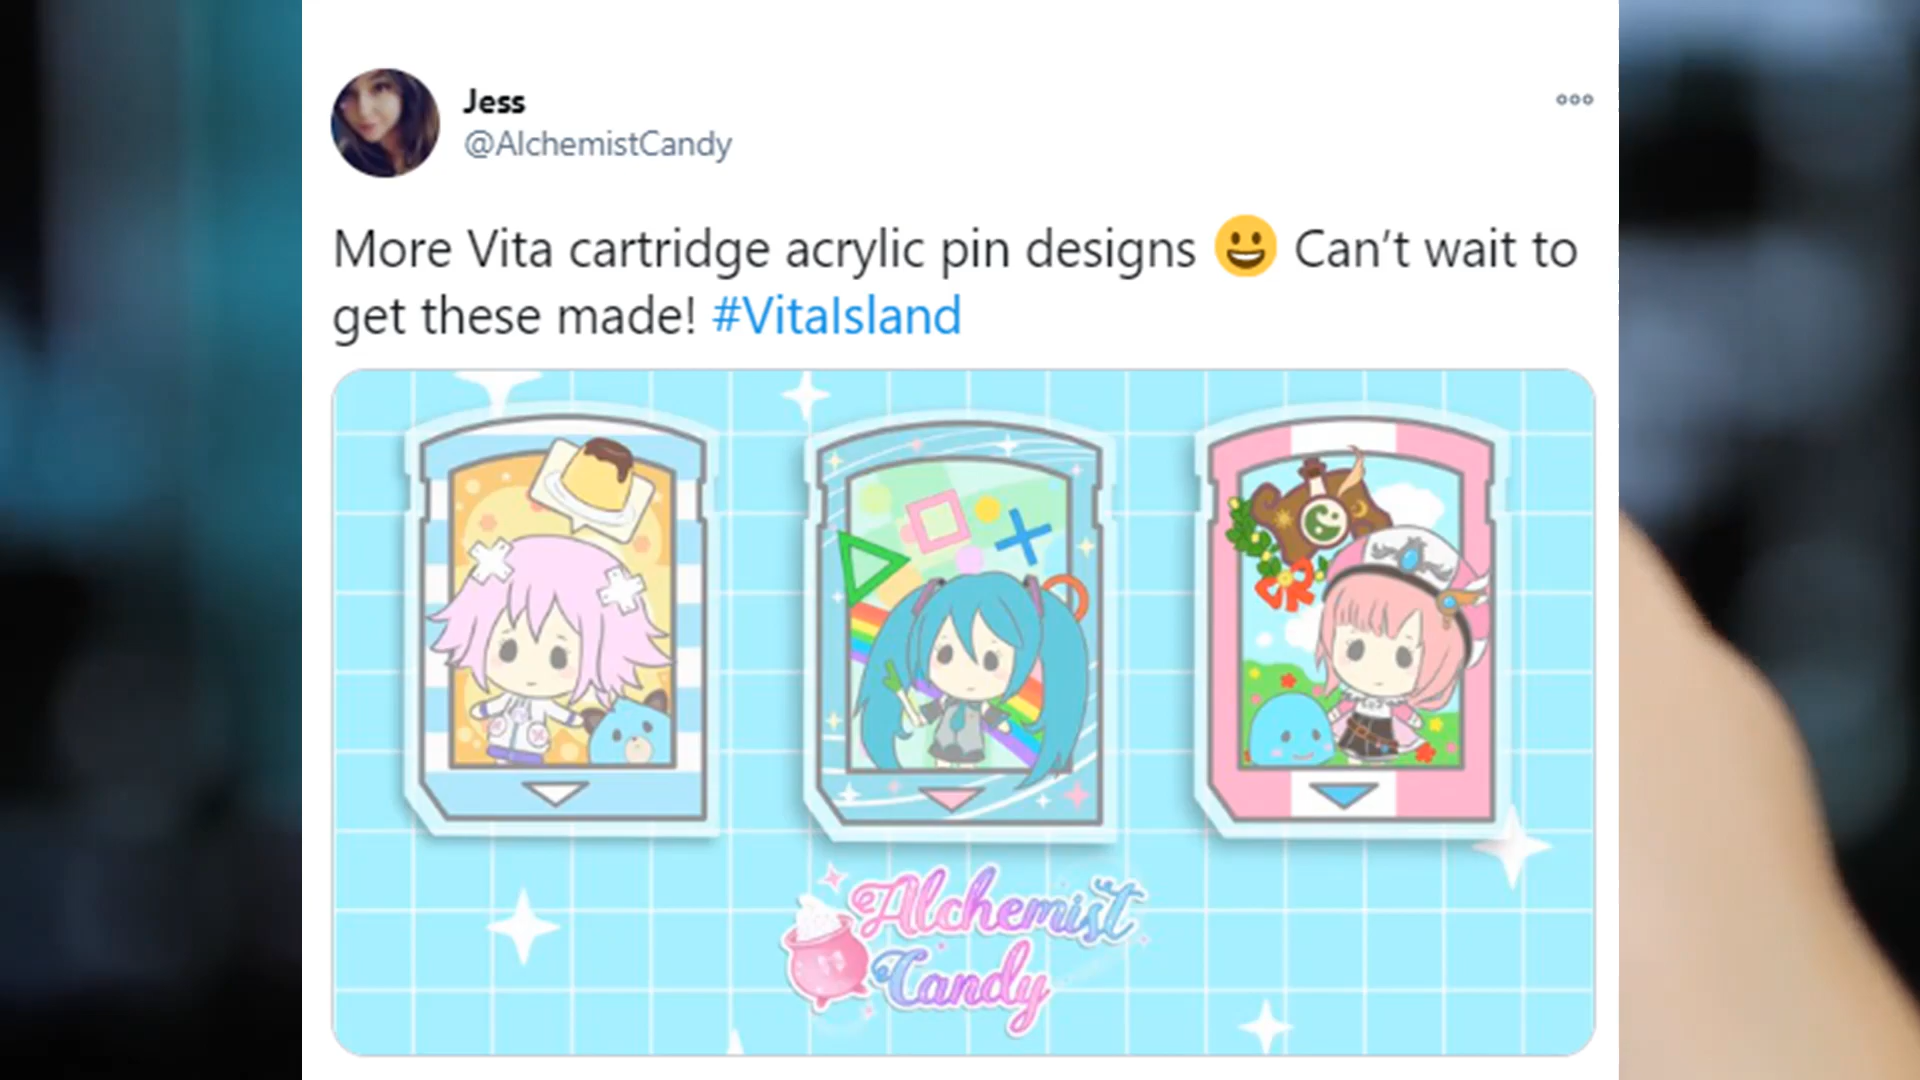 Jess
@AlchemistCandy
More Vita cartridge acrylic pin designs 😀 Can't wait to
get these made! #VitaIsland
Alchemist
Candy